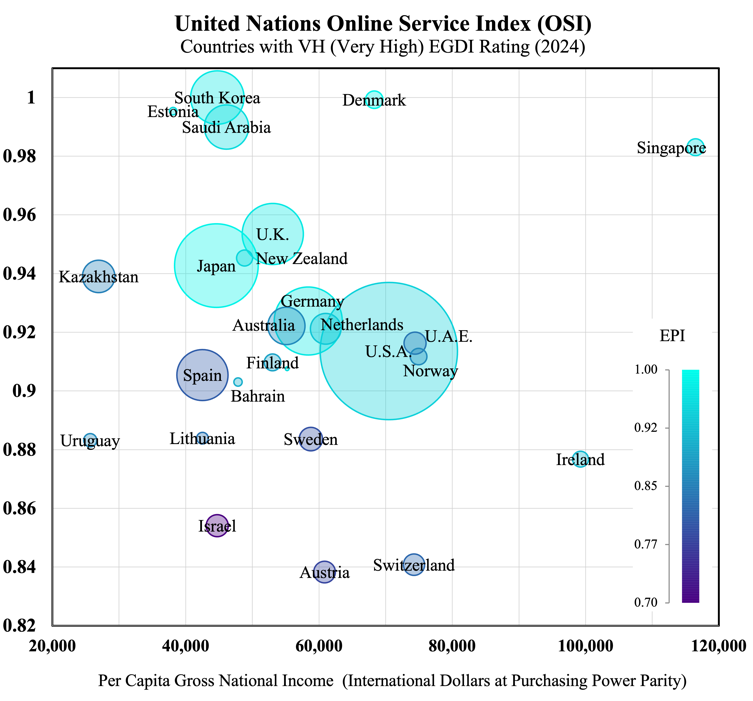 United Nations Online Service Index (OSI)
Countries with VH (Very High) EGDI Rating (2024)
1
South Korea
Denmark
Estonia
Saudi Arabia
Singapore
0.98
0.96
U.K.
New Zealand
Japan
0.94
Kazakhstan
Germany
Australia
Netherlands
0.92
U.A.E.
U.S.A.
Norway
Finland
Spain
0.9
Bahrain
Uruguay
Lithuania
Sweden
0.88
Ireland
0.86
Israel
0.84
Austria
Switzerland
0.82
EPI
1.00
0.92
0.85
0.77
0.70
20,000
40,000
60,000
80,000
100,000
120,000
Per Capita Gross National Income (International Dollars at Purchasing Power Parity)